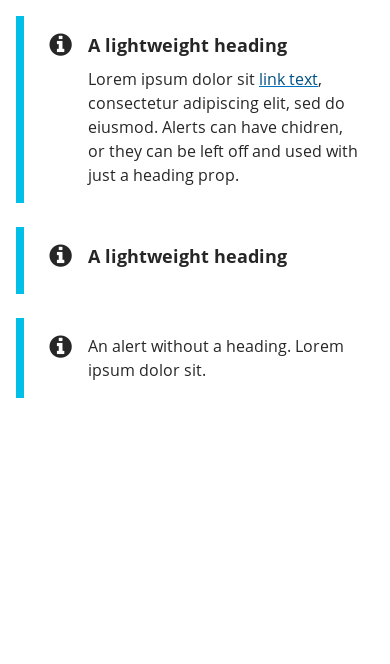 A lightweight heading
Lorem ipsum dolor sit link text,
consectetur adipiscing elit, sed do
eiusmod. Alerts can have chidren,
or they can be left off and used with
just a heading prop.
A lightweight heading
An alert without a heading. Lorem
ipsum dolor sit.